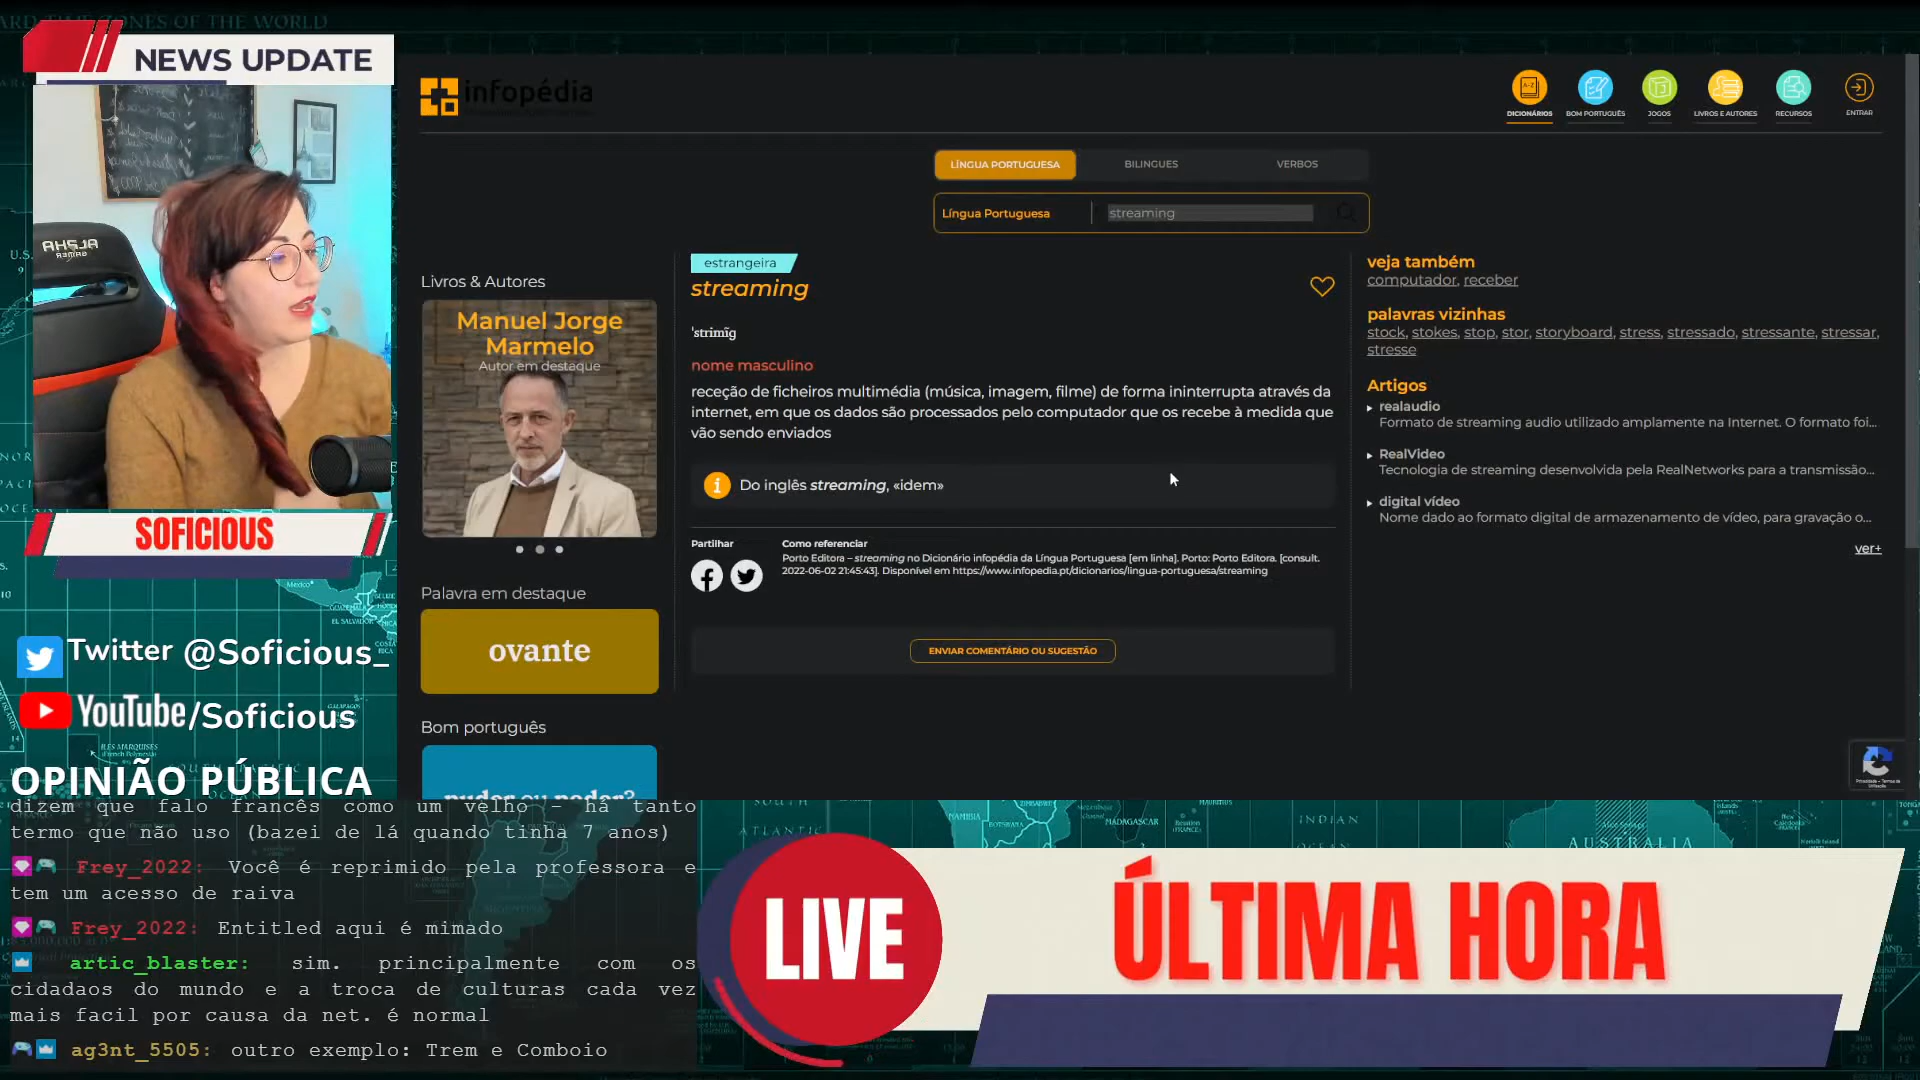 NEWS UPDATE
infopédia
DICIONÁRIOS
BOM PORTUGUÊS
JOGOS
LIVROS E AUTORES
RECURSOS
ENTRAR
LÍNGUA PORTUGUESA
BILINGUES
VERBOS
Língua Portuguesa
streaming
SOFICIOUS
Twitter @Soficious_
YouTube/Soficious
Livros & Autores
Manuel Jorge
Marmelo
Autor em destaque
Palavra em destaque
ovante
Bom português
estrangeira
streaming
ˈstrimĩg
nome masculino
receção de ficheiros multimédia (música, imagem, filme) de forma ininterrupta através da
internet, em que os dados são processados pelo computador que os recebe à medida que
vão sendo enviados
Do inglês streaming, «idem»
Partilhar
Como referenciar
Porto Editora – streaming no Dicionário infopédia da Língua Portuguesa [em linha]. Porto: Porto Editora. [consult.
2022-06-02 21:45:43]. Disponível em https://www.infopedia.pt/dicionarios/lingua-portuguesa/streaming
ENVIAR COMENTÁRIO OU SUGESTÃO
veja também
computador, receber
palavras vizinhas
stock, stokes, stop, stor, storyboard, stress, stressado, stressante, stressar,
stresse
Artigos
realaudio
Formato de streaming audio utilizado amplamente na Internet. O formato foi...
RealVideo
Tecnologia de streaming desenvolvida pela RealNetworks para a transmissão...
digital vídeo
Nome dado ao formato digital de armazenamento de vídeo, para gravação o...
ver+
OPINIÃO PÚBLICA
dizem que falo francês como um velho - há tanto
termo que não uso (bazei de lá quando tinha 7 anos)
Frey_2022: Você é reprimido pela professora e
tem um acesso de raiva
Frey_2022: Entitled aqui é mimado
artic_blaster: sim. principalmente com os
cidadaos do mundo e a troca de culturas cada vez
mais facil por causa da net. é normal
ag3nt_5505: outro exemplo: Trem e Comboio
LIVE
ÚLTIMA HORA